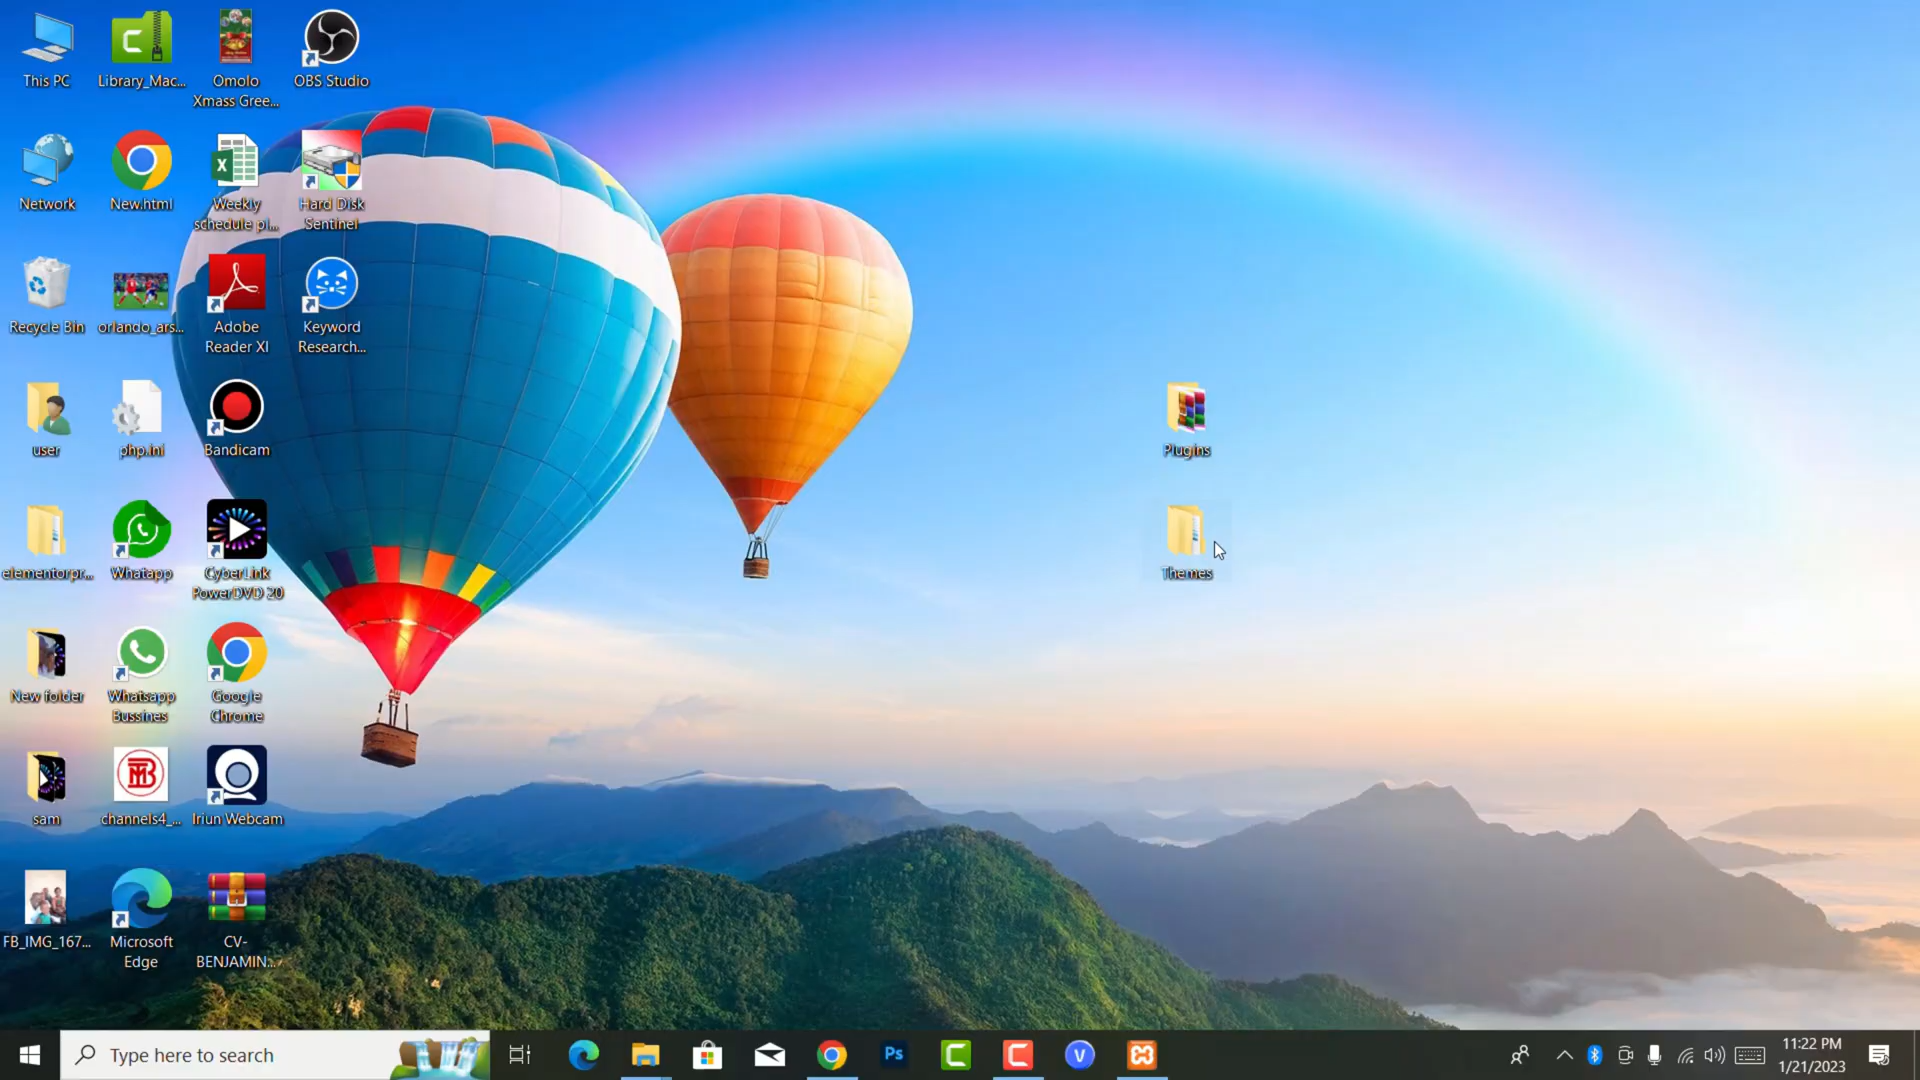 This PC
Library_Mac...
Omolo
Xmass Gree...
OBS Studio
Network
New.html
Weekly
schedule pl...
Hard Disk
Sentinel
Recycle Bin
orlando_ars...
Adobe
Reader XI
Keyword
Research...
user
php.ini
Bandicam
Plugins
elementorpr...
Whatapp
CyberLink
PowerDVD 20
Themes
New folder
Whatsapp
Bussines
Google
Chrome
sam
channels4_...
Iriun Webcam
FB_IMG_167...
Microsoft
Edge
CV-
BENJAMIN...
Type here to search
Ps
V
11:22 PM
1/21/2023